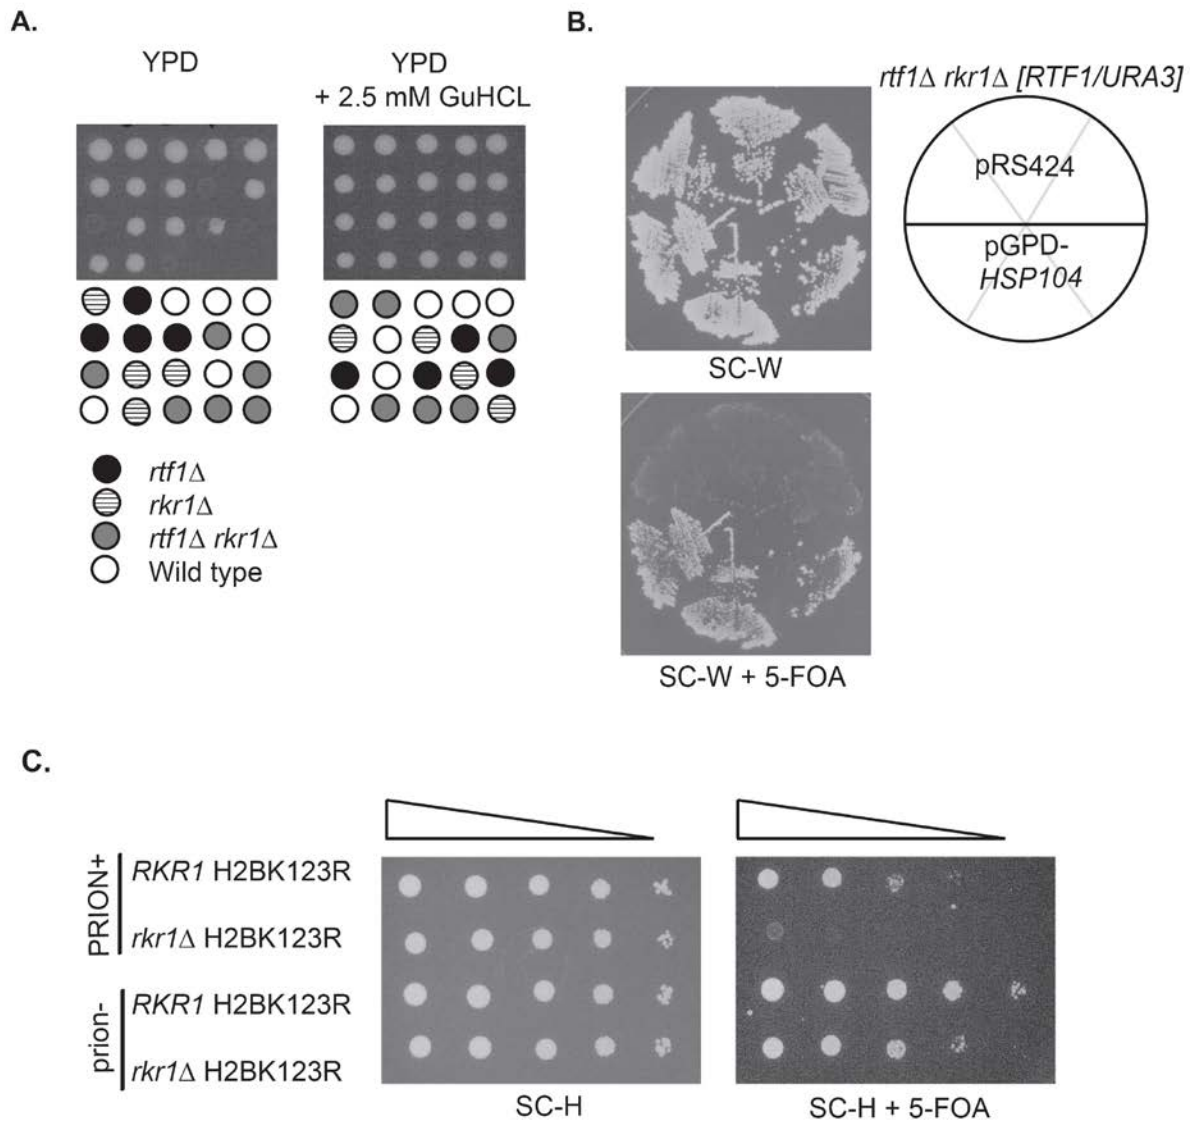 A.
YPD
YPD
+ 2.5 mM GuHCL
rtf1Δ
rkr1Δ
rtf1Δ rkr1Δ
Wild type
B.
rtf1Δ rkr1Δ [RTF1/URA3]
pRS424
pGPD-
HSP104
SC-W
SC-W + 5-FOA
C.
PRION+
RKR1 H2BK123R
rkr1Δ H2BK123R
prion-
RKR1 H2BK123R
rkr1Δ H2BK123R
SC-H
SC-H + 5-FOA